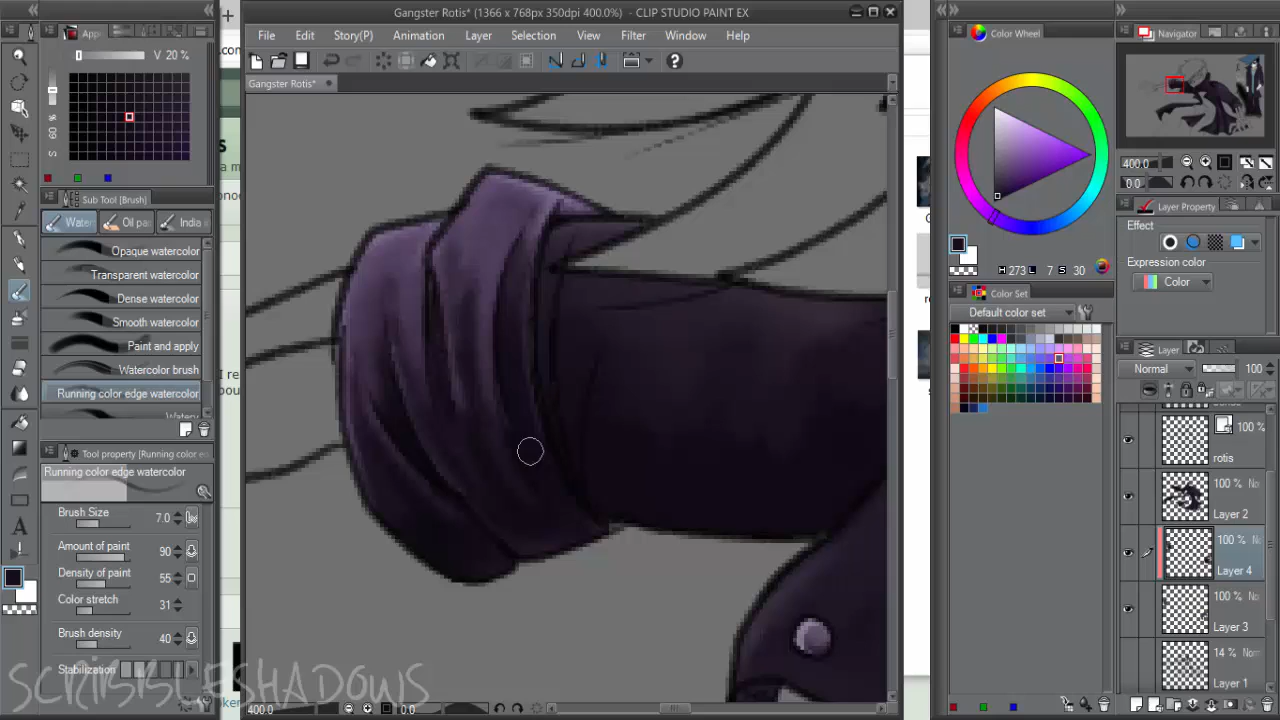 Gangster Rotis* (1366 x 768px 350dpi 400.0%) - CLIP STUDIO PAINT EX
File Edit Story(P) Animation Layer Selection View Filter Window Help
Gangster Rotis*
App
V 20 %
S 60 %
Sub Tool [Brush]
Water
Oil pa
India i
Opaque watercolor
Transparent watercolor
Dense watercolor
Smooth watercolor
Paint and apply
Watercolor brush
Running color edge watercolor
Tool property [Running color edge
Running color edge watercolor
Brush Size 7.0
Amount of paint 90
Density of paint 55
Color stretch 31
Brush density 40
Stabilization
SCRIBBLESHADOWS
400.0 0.0
Color Wheel
H 273 L 7 S 30
Color Set
Default color set
Navigator
400.0
0.0
Layer Property
Effect
Expression color
Color
Layer
Normal 100
100 %
rotis
100 % No
Layer 2
100 % No
Layer 4
100 % No
Layer 3
14 % No
Layer 1